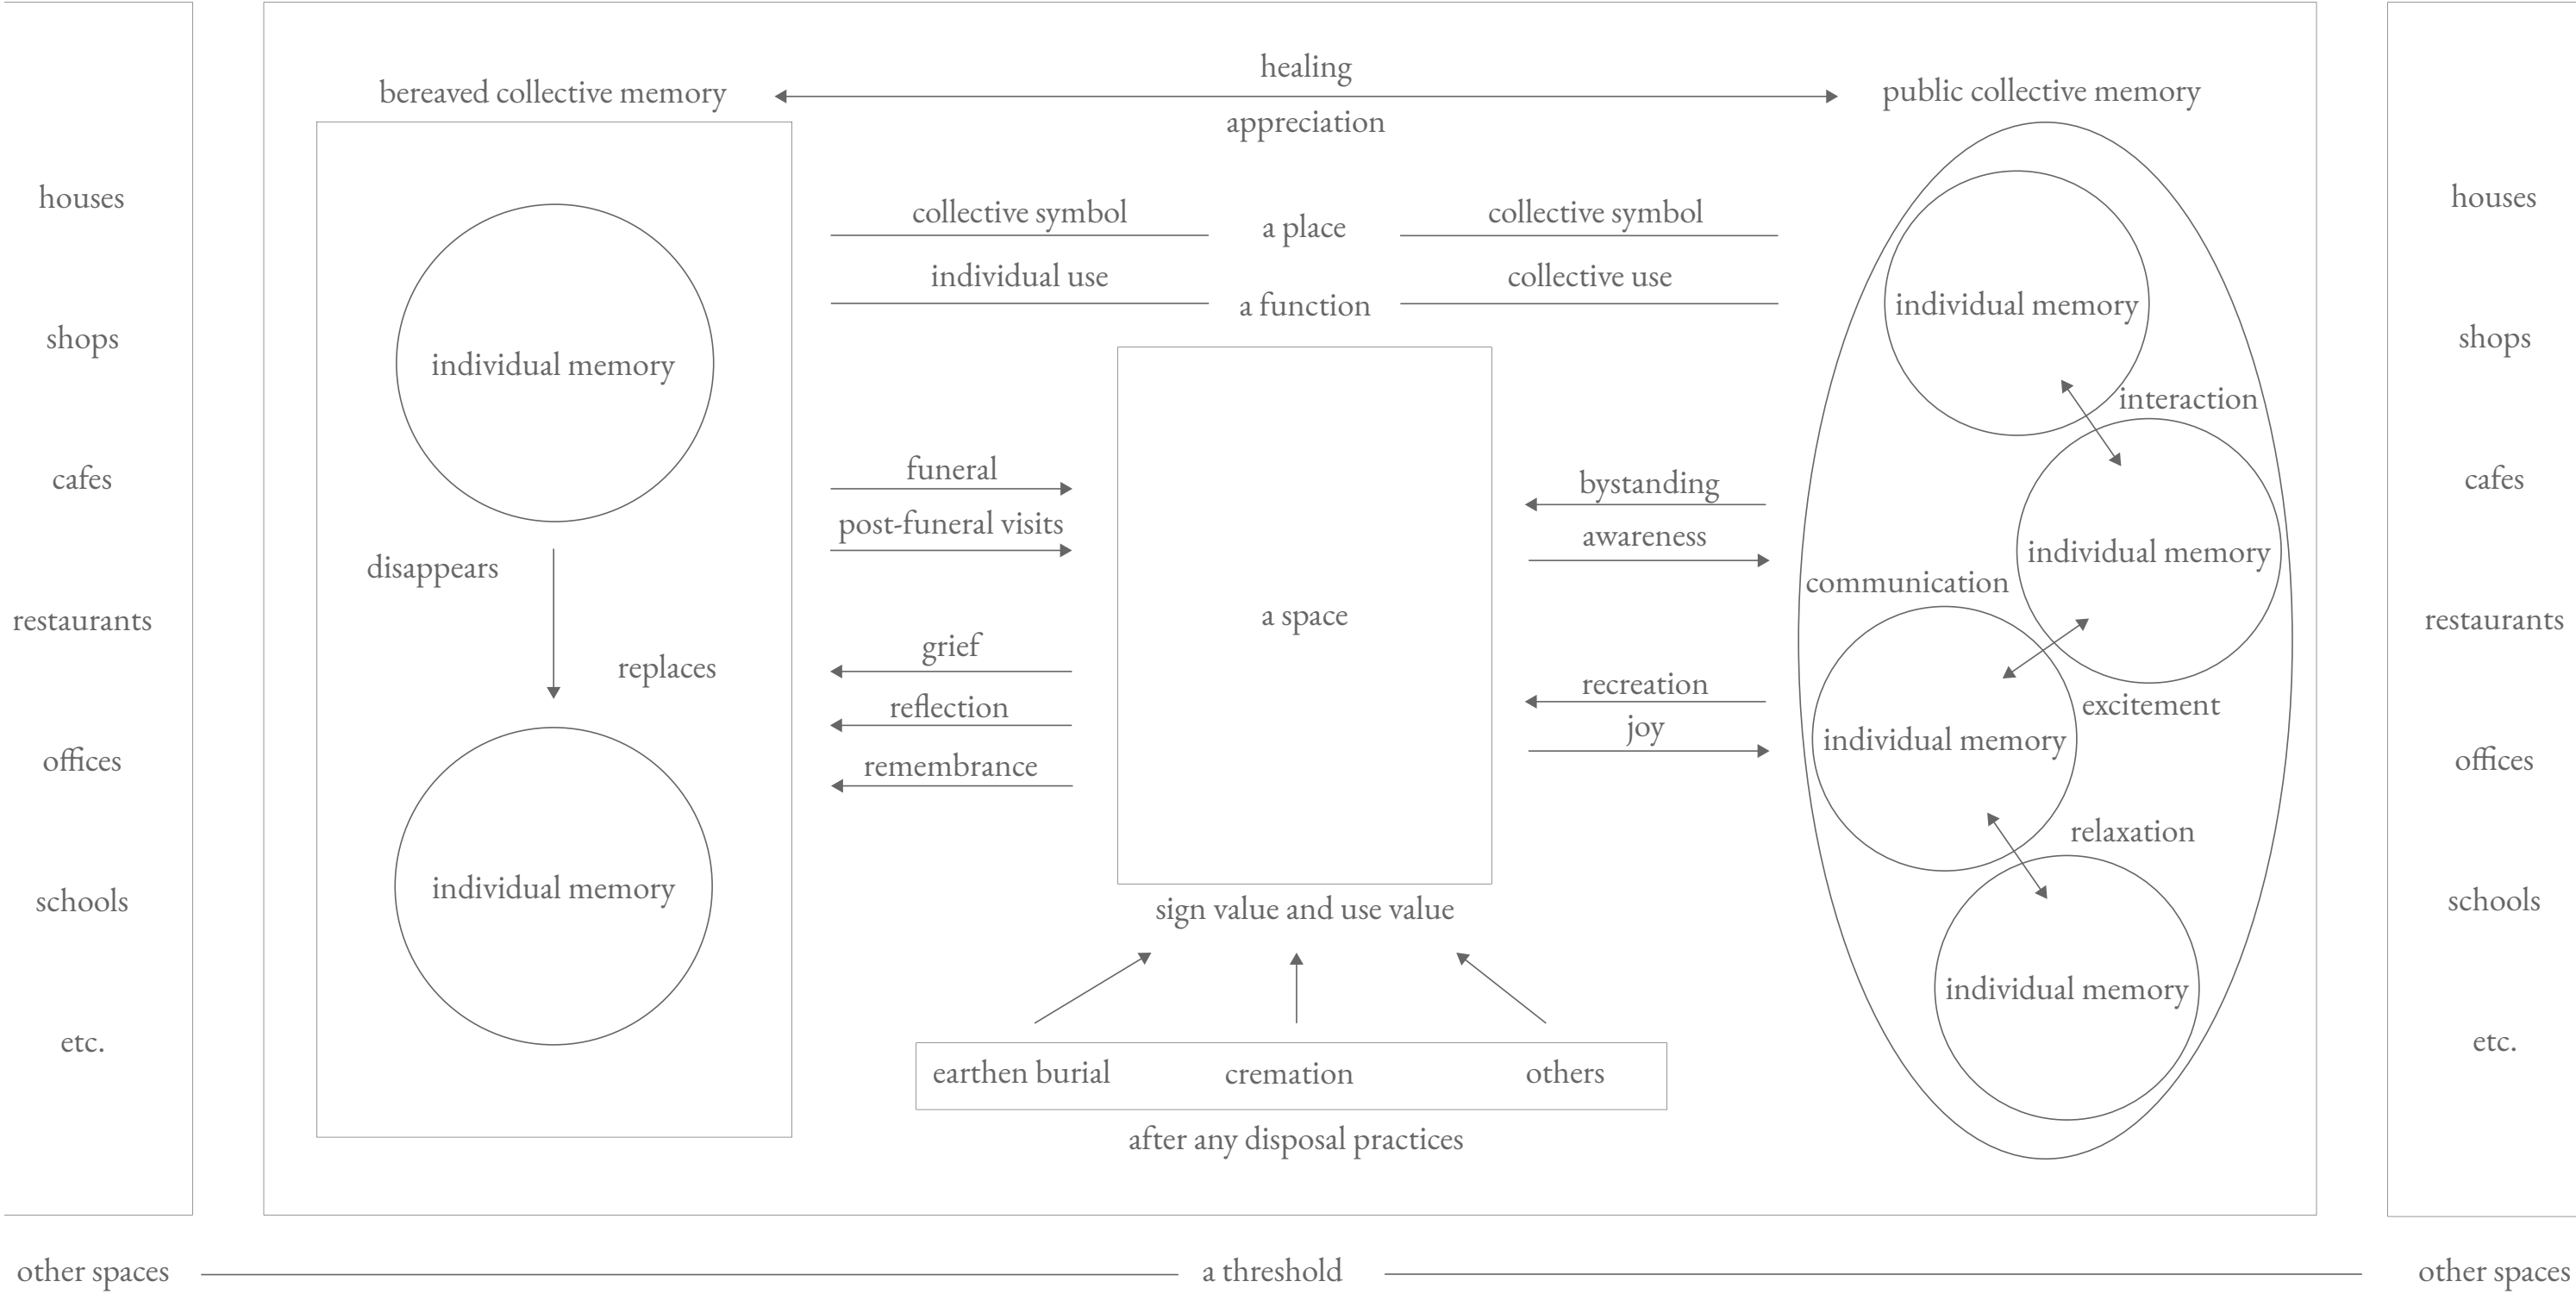 houses
shops
cafes
restaurants
offices
schools
etc.
other spaces
bereaved collective memory
individual memory
disappears
replaces
individual memory
healing
appreciation
collective symbol
a place
collective symbol
individual use
a function
collective use
funeral
post-funeral visits
grief
reflection
remembrance
a space
bystanding
awareness
recreation
joy
sign value and use value
earthen burial
cremation
others
after any disposal practices
a threshold
public collective memory
individual memory
interaction
individual memory
communication
excitement
individual memory
relaxation
individual memory
houses
shops
cafes
restaurants
offices
schools
etc.
other spaces